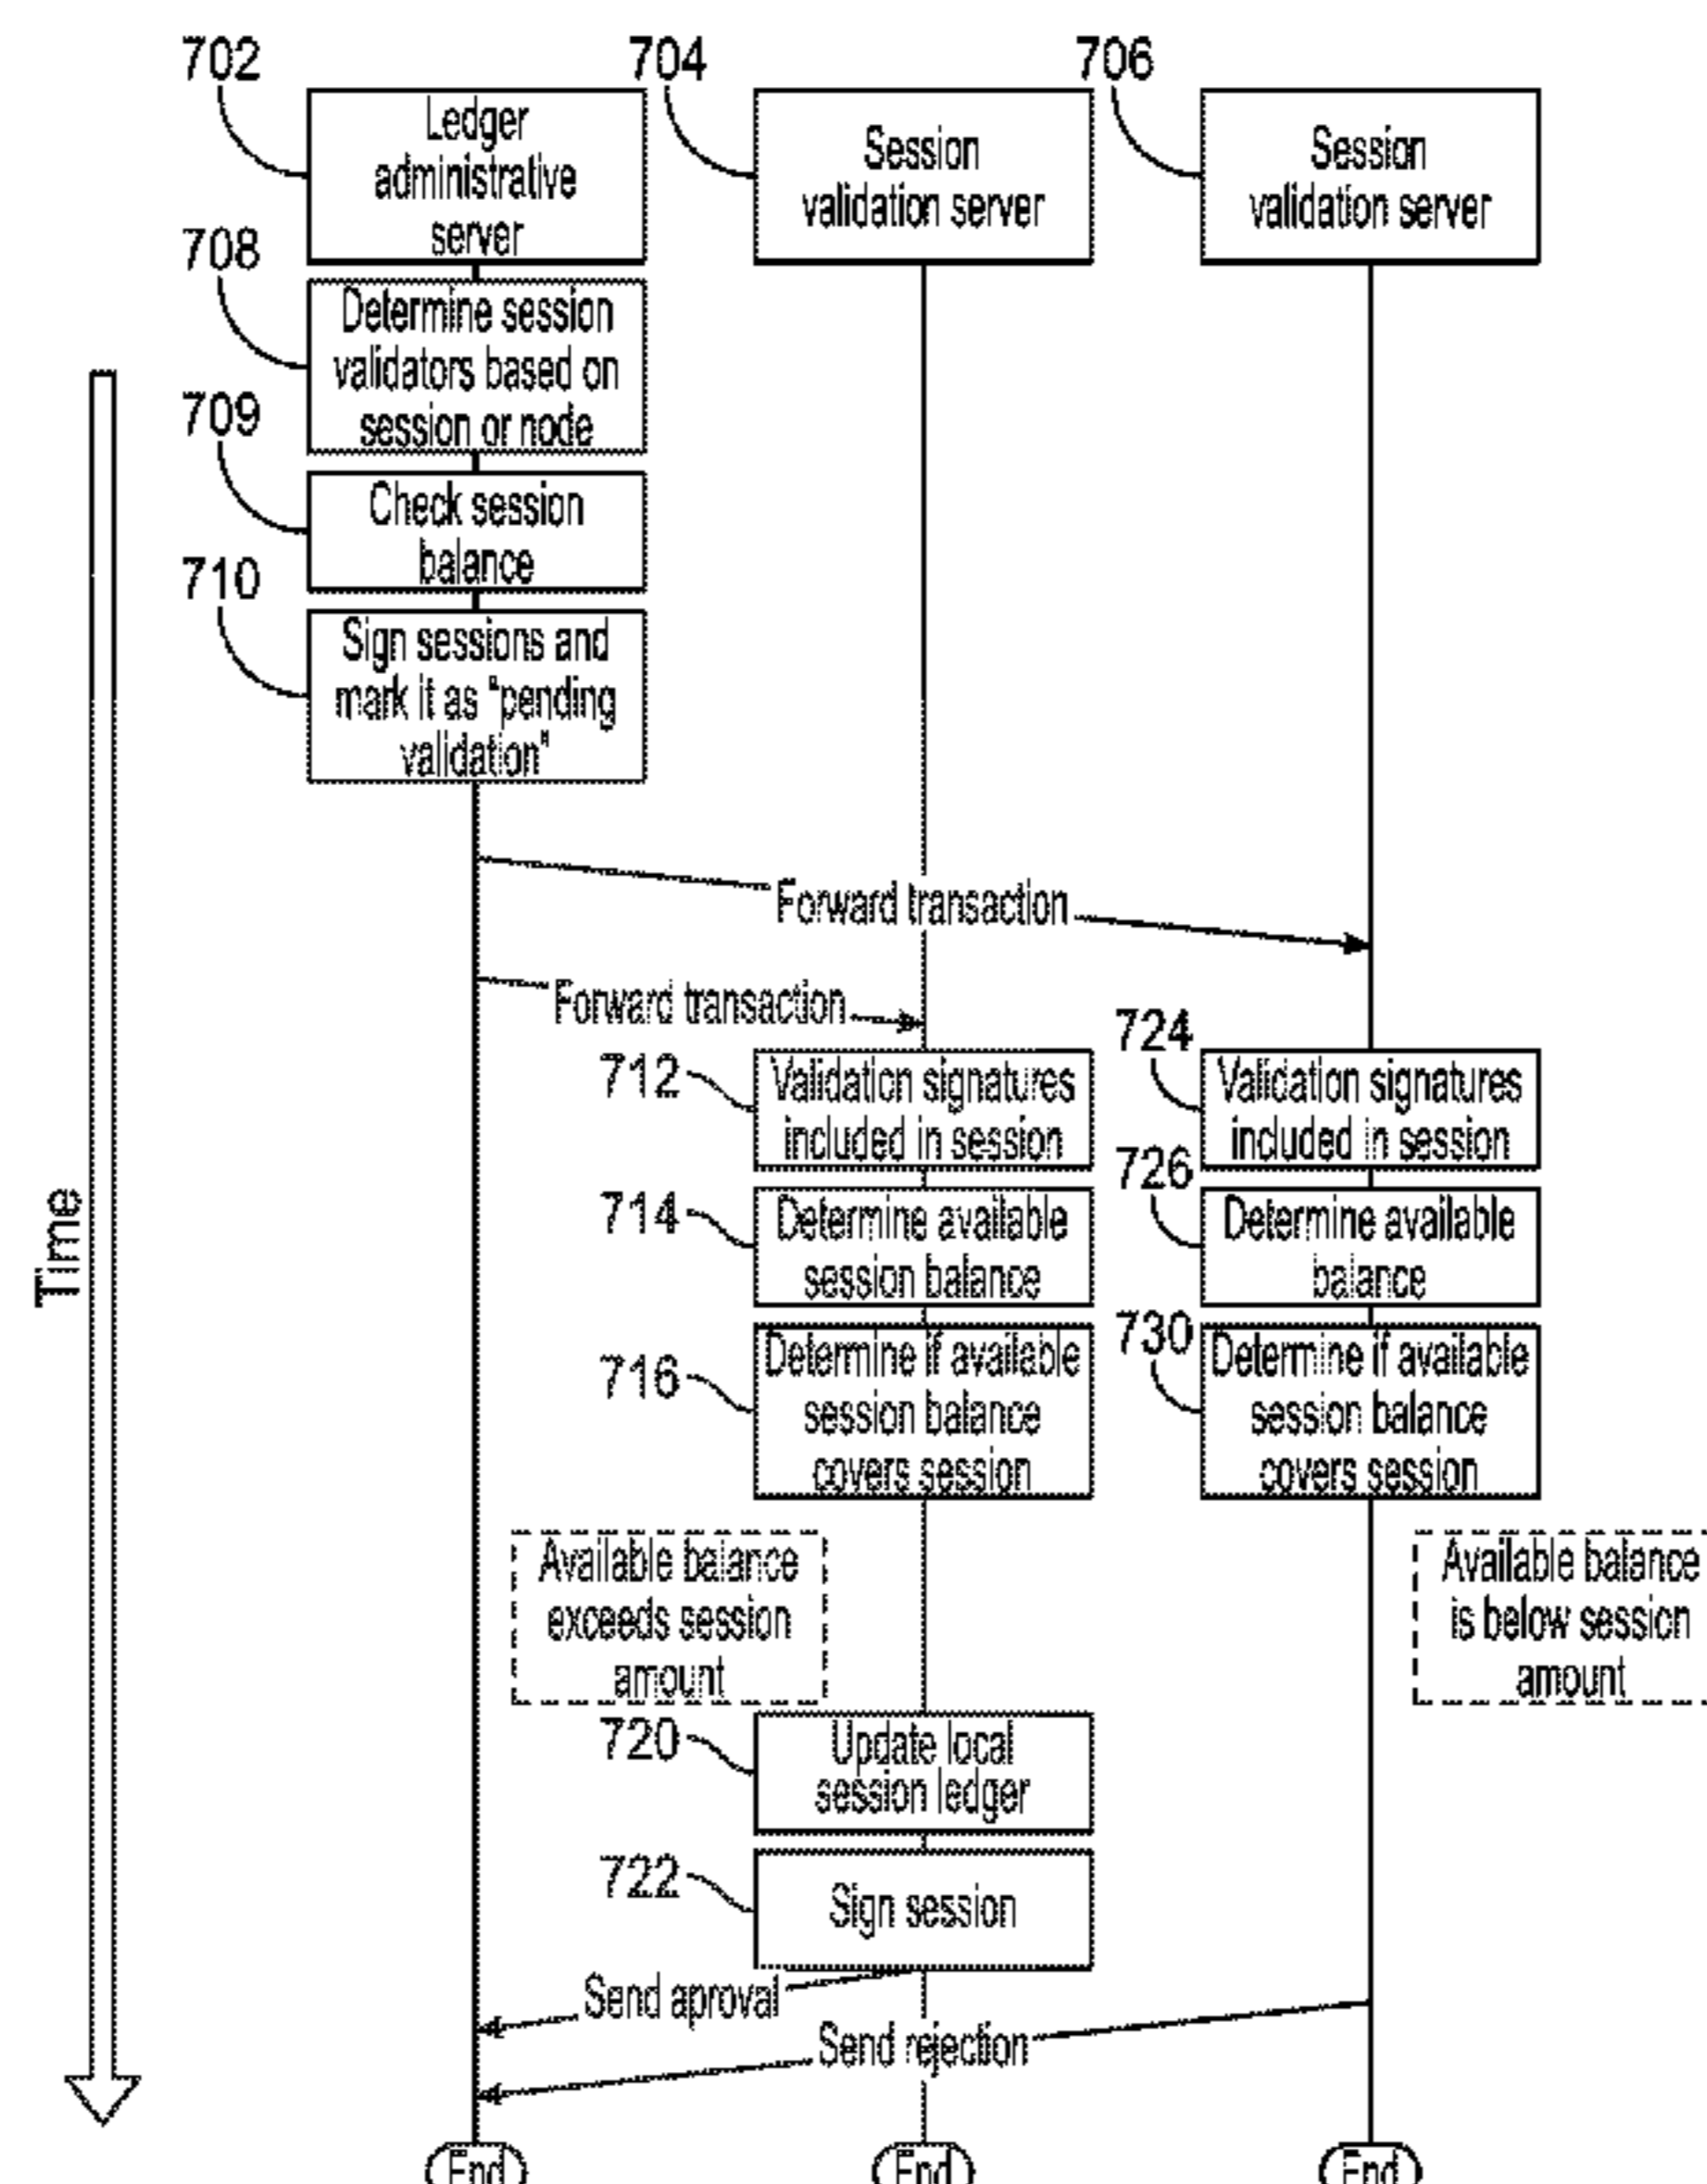 702
704
706
Ledger
administrative
server
Session
validation server
Session
validation server
708
Determine session
validators based on
session or node
709
Check session
balance
710
Sign sessions and
mark it as "pending
validation"
Forward transaction
Forward transaction
712
Validation signatures
included in session
724
Validation signatures
included in session
714
Determine available
session balance
726
Determine available
balance
716
Determine if available
session balance
covers session
730
Determine if available
session balance
covers session
Time
Available balance
exceeds session
amount
Available balance
is below session
amount
720
Update local
session ledger
722
Sign session
Send aproval
Send rejection
End
End
End